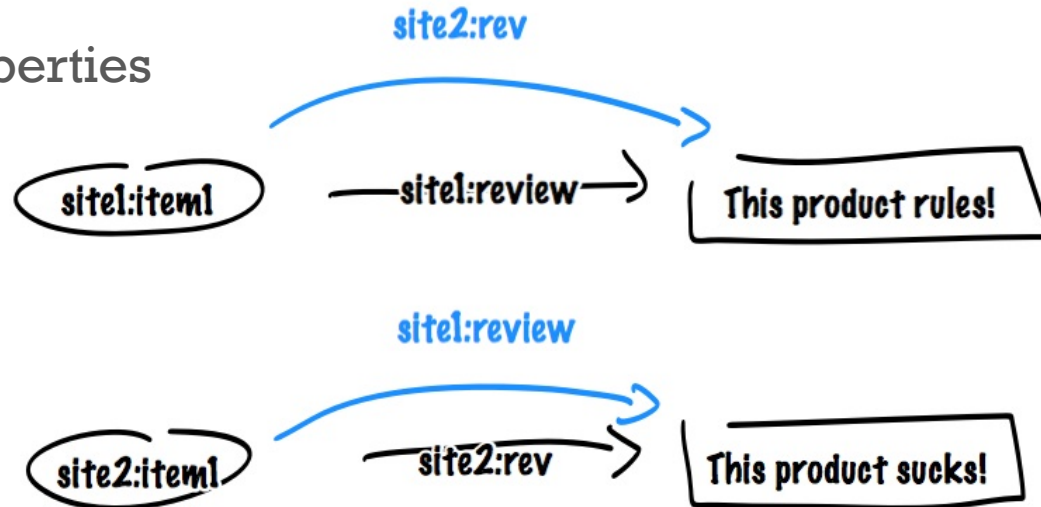 site2:rev
perties
site1:item1
site1:review
This product rules!
site1:review
site2:item1
site2:rev
This product sucks!